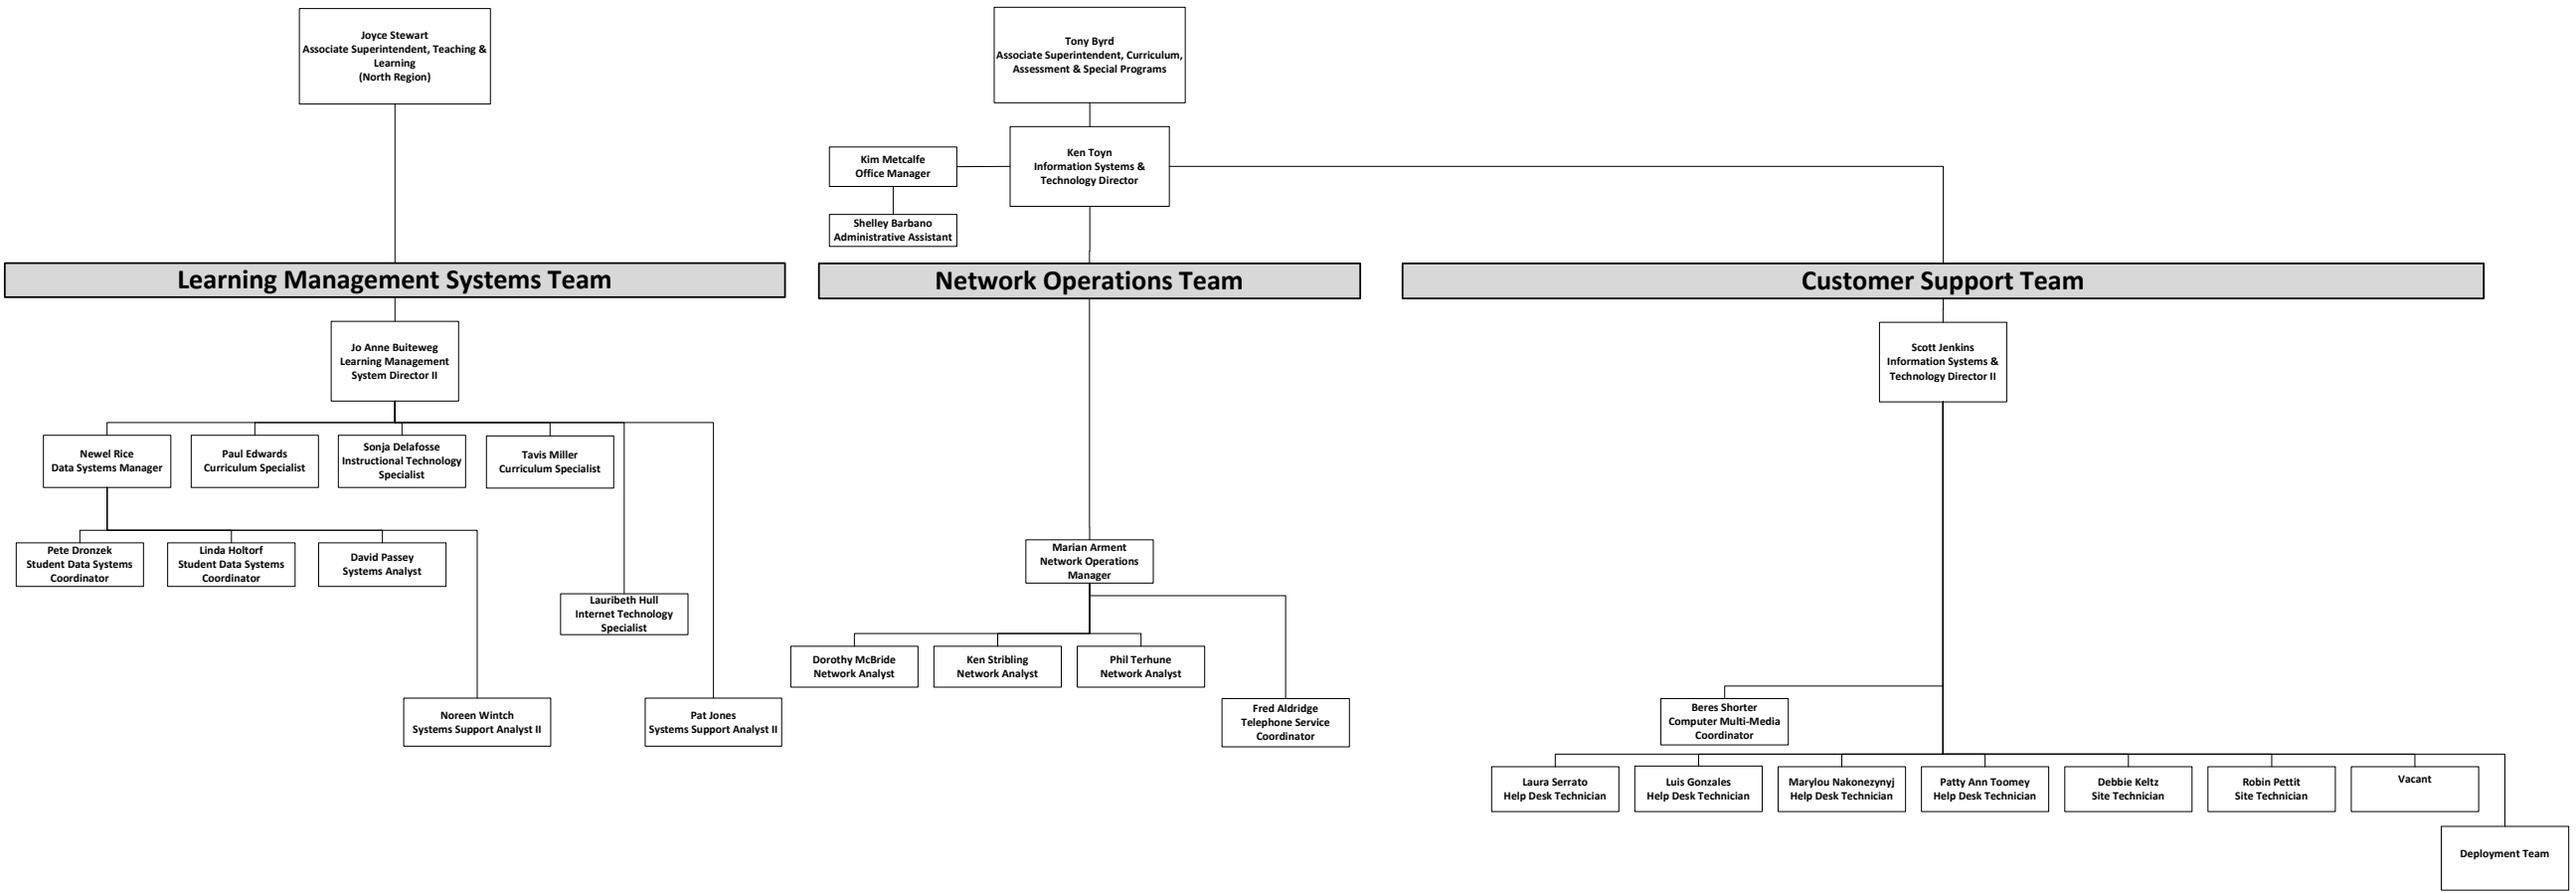 Joyce Stewart
Associate Superintendent, Teaching &
Learning
(North Region)
Tony Byrd
Associate Superintendent, Curriculum,
Assessment & Special Programs
Ken Toyn
Information Systems &
Technology Director
Kim Metcalfe
Office Manager
Shelley Barbano
Administrative Assistant
Learning Management Systems Team
Network Operations Team
Customer Support Team
Jo Anne Buiteweg
Learning Management
System Director II
Scott Jenkins
Information Systems &
Technology Director II
Newel Rice
Data Systems Manager
Paul Edwards
Curriculum Specialist
Sonja Delafosse
Instructional Technology
Specialist
Tavis Miller
Curriculum Specialist
Pete Dronzek
Student Data Systems
Coordinator
Linda Holtorf
Student Data Systems
Coordinator
David Passey
Systems Analyst
Marian Arment
Network Operations
Manager
Lauribeth Hull
Internet Technology
Specialist
Dorothy McBride
Network Analyst
Ken Stribling
Network Analyst
Phil Terhune
Network Analyst
Noreen Wintch
Systems Support Analyst II
Pat Jones
Systems Support Analyst II
Fred Aldridge
Telephone Service
Coordinator
Beres Shorter
Computer Multi-Media
Coordinator
Laura Serrato
Help Desk Technician
Luis Gonzales
Help Desk Technician
Marylou Nakonezynyj
Help Desk Technician
Patty Ann Toomey
Help Desk Technician
Debbie Keltz
Site Technician
Robin Pettit
Site Technician
Vacant
Deployment Team